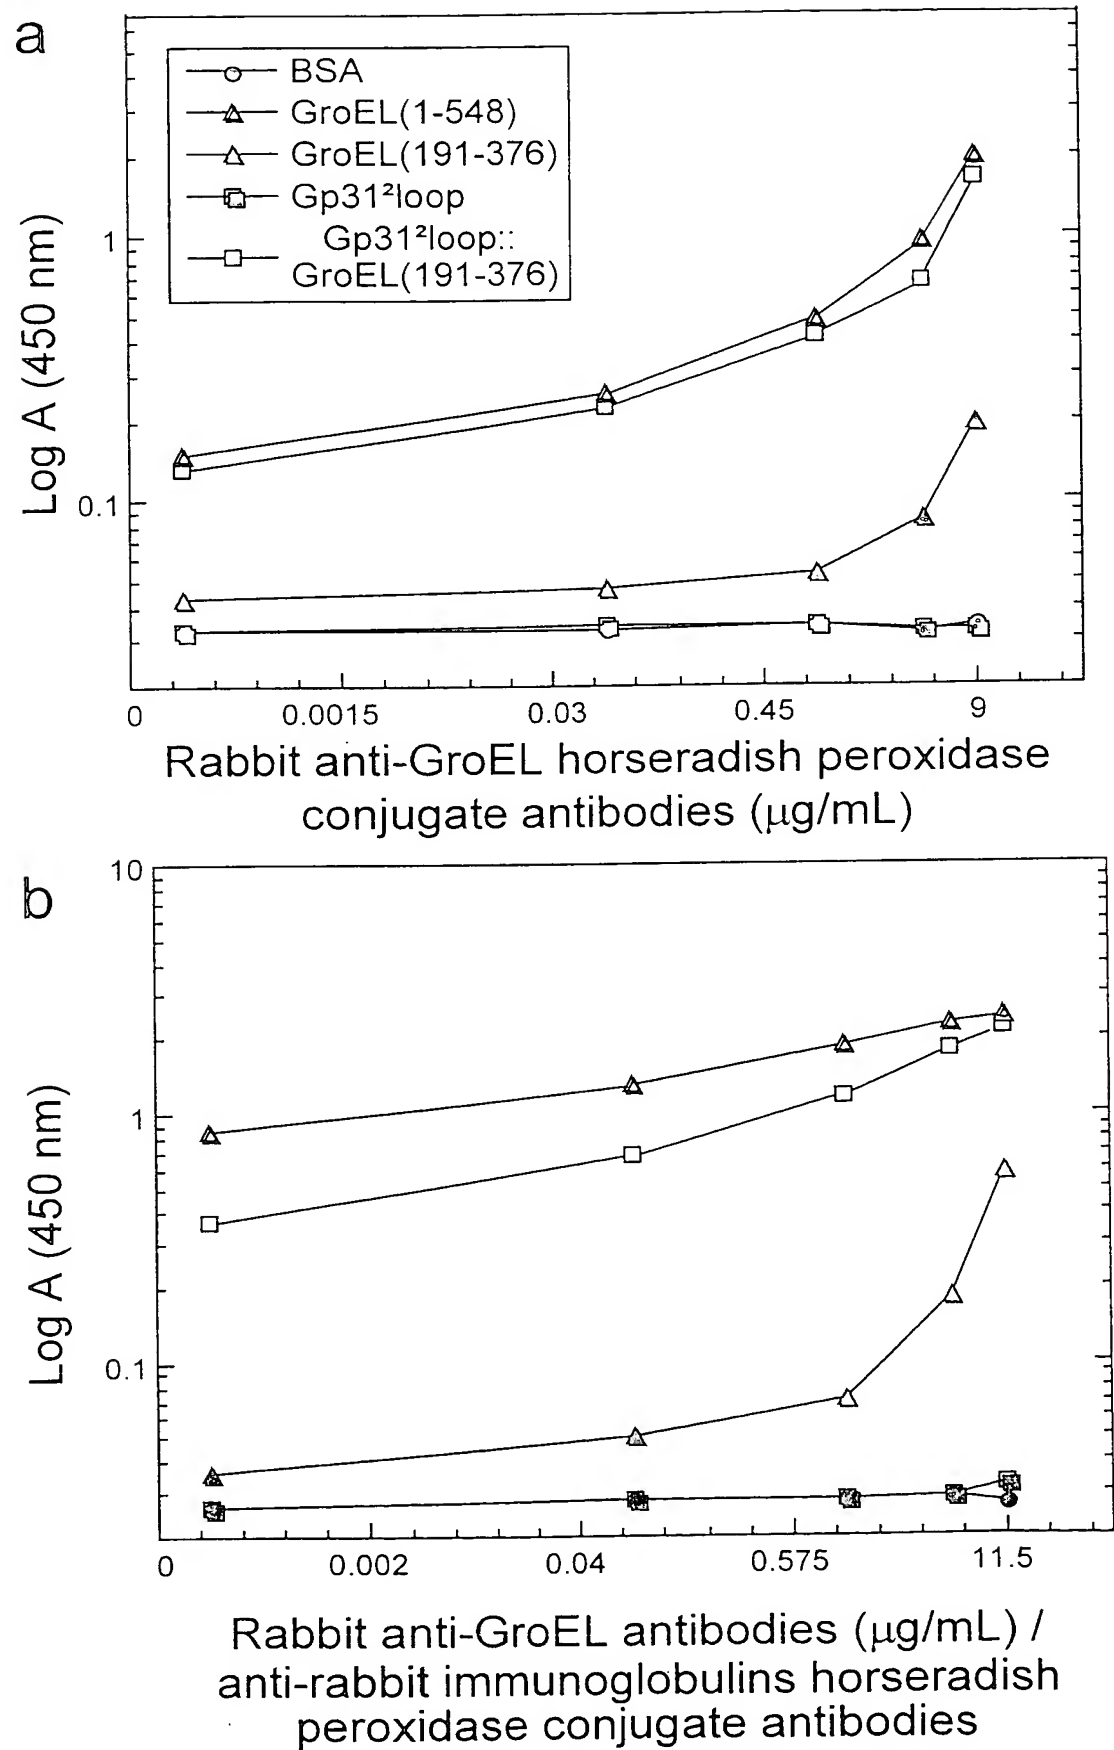 a
BSA
GroEL(1-548)
GroEL(191-376)
Gp31²loop
Gp31²loop::
GroEL(191-376)
1
0.1
Log A (450 nm)
0
0.0015
0.03
0.45
9
Rabbit anti-GroEL horseradish peroxidase
conjugate antibodies (μg/mL)
b
10
1
0.1
Log A (450 nm)
0
0.002
0.04
0.575
11.5
Rabbit anti-GroEL antibodies (μg/mL) /
anti-rabbit immunoglobulins horseradish
peroxidase conjugate antibodies